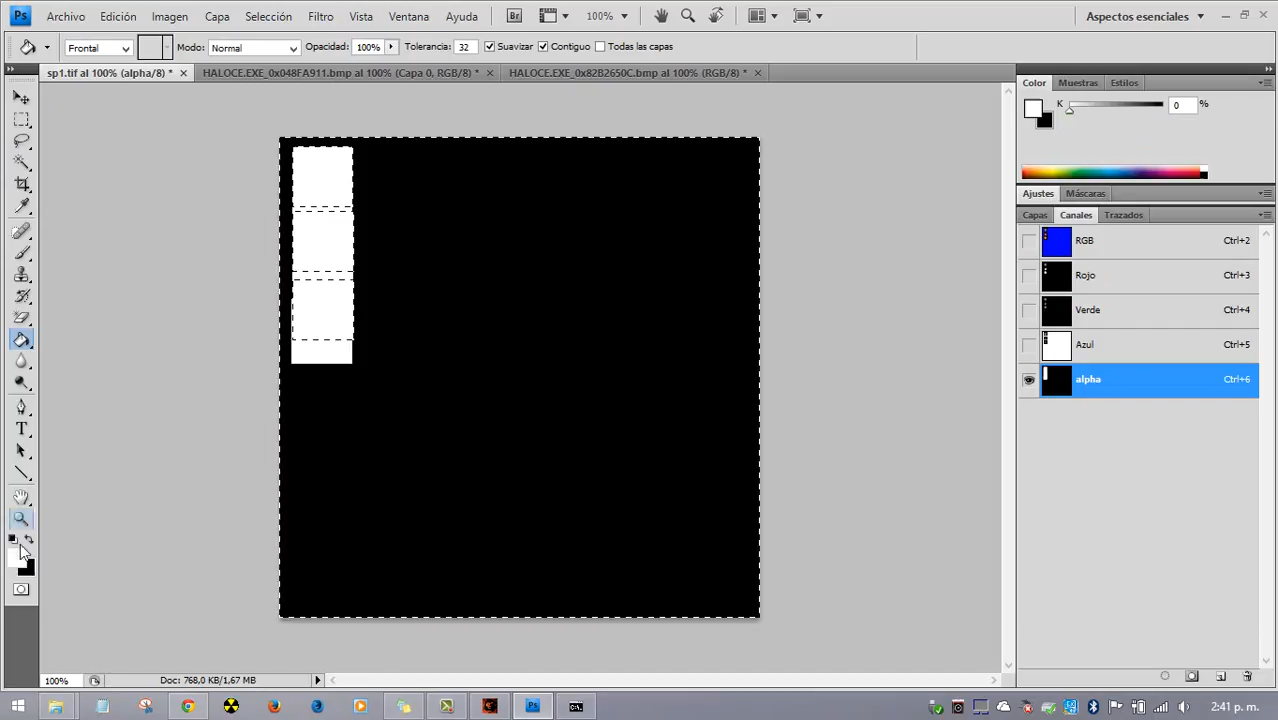 Ps Archivo Edición Imagen Capa Selección Filtro Vista Ventana Ayuda Br 100% Aspectos esenciales
Frontal Modo: Normal Opacidad: 100% Tolerancia: 32 Suavizar Contiguo Todas las capas
sp1.tif al 100% (alpha/8) * HALOCE.EXE_0x048FA911.bmp al 100% (Capa 0, RGB/8) * HALOCE.EXE_0x82B2650C.bmp al 100% (RGB/8) *
Color Muestras Estilos
K 0 %
Ajustes Máscaras
Capas Canales Trazados
RGB Ctrl+2
Rojo Ctrl+3
Verde Ctrl+4
Azul Ctrl+5
alpha Ctrl+6
T
100% Doc: 768,0 KB/1,67 MB
Ps 2:41 p. m.